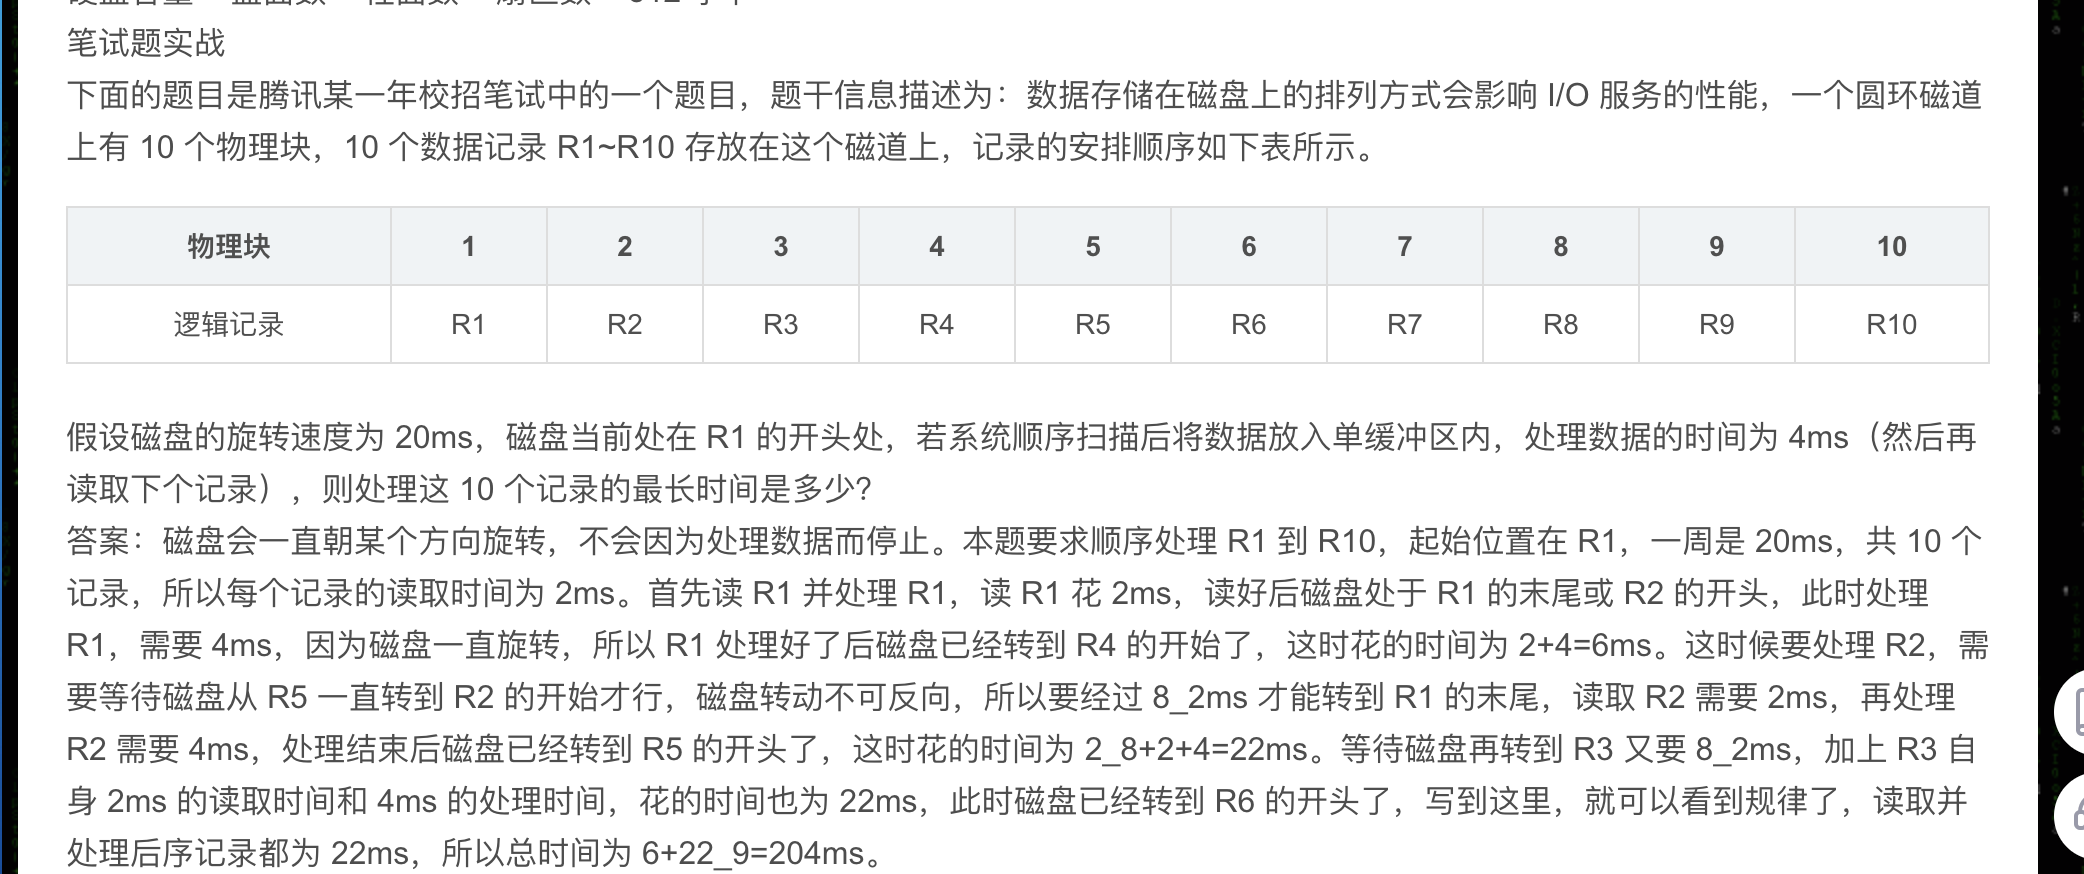 笔试题实战
下面的题目是腾讯某一年校招笔试中的一个题目，题干信息描述为：数据存储在磁盘上的排列方式会影响 I/O 服务的性能，一个圆环磁道
上有 10 个物理块，10 个数据记录 R1~R10 存放在这个磁道上，记录的安排顺序如下表所示。
物理块 1 2 3 4 5 6 7 8 9 10
逻辑记录 R1 R2 R3 R4 R5 R6 R7 R8 R9 R10
假设磁盘的旋转速度为 20ms，磁盘当前处在 R1 的开头处，若系统顺序扫描后将数据放入单缓冲区内，处理数据的时间为 4ms（然后再
读取下个记录），则处理这 10 个记录的最长时间是多少？
答案：磁盘会一直朝某个方向旋转，不会因为处理数据而停止。本题要求顺序处理 R1 到 R10，起始位置在 R1，一周是 20ms，共 10 个
记录，所以每个记录的读取时间为 2ms。首先读 R1 并处理 R1，读 R1 花 2ms，读好后磁盘处于 R1 的末尾或 R2 的开头，此时处理
R1，需要 4ms，因为磁盘一直旋转，所以 R1 处理好了后磁盘已经转到 R4 的开始了，这时花的时间为 2+4=6ms。这时候要处理 R2，需
要等待磁盘从 R5 一直转到 R2 的开始才行，磁盘转动不可反向，所以要经过 8_2ms 才能转到 R1 的末尾，读取 R2 需要 2ms，再处理
R2 需要 4ms，处理结束后磁盘已经转到 R5 的开头了，这时花的时间为 2_8+2+4=22ms。等待磁盘再转到 R3 又要 8_2ms，加上 R3 自
身 2ms 的读取时间和 4ms 的处理时间，花的时间也为 22ms，此时磁盘已经转到 R6 的开头了，写到这里，就可以看到规律了，读取并
处理后序记录都为 22ms，所以总时间为 6+22_9=204ms。